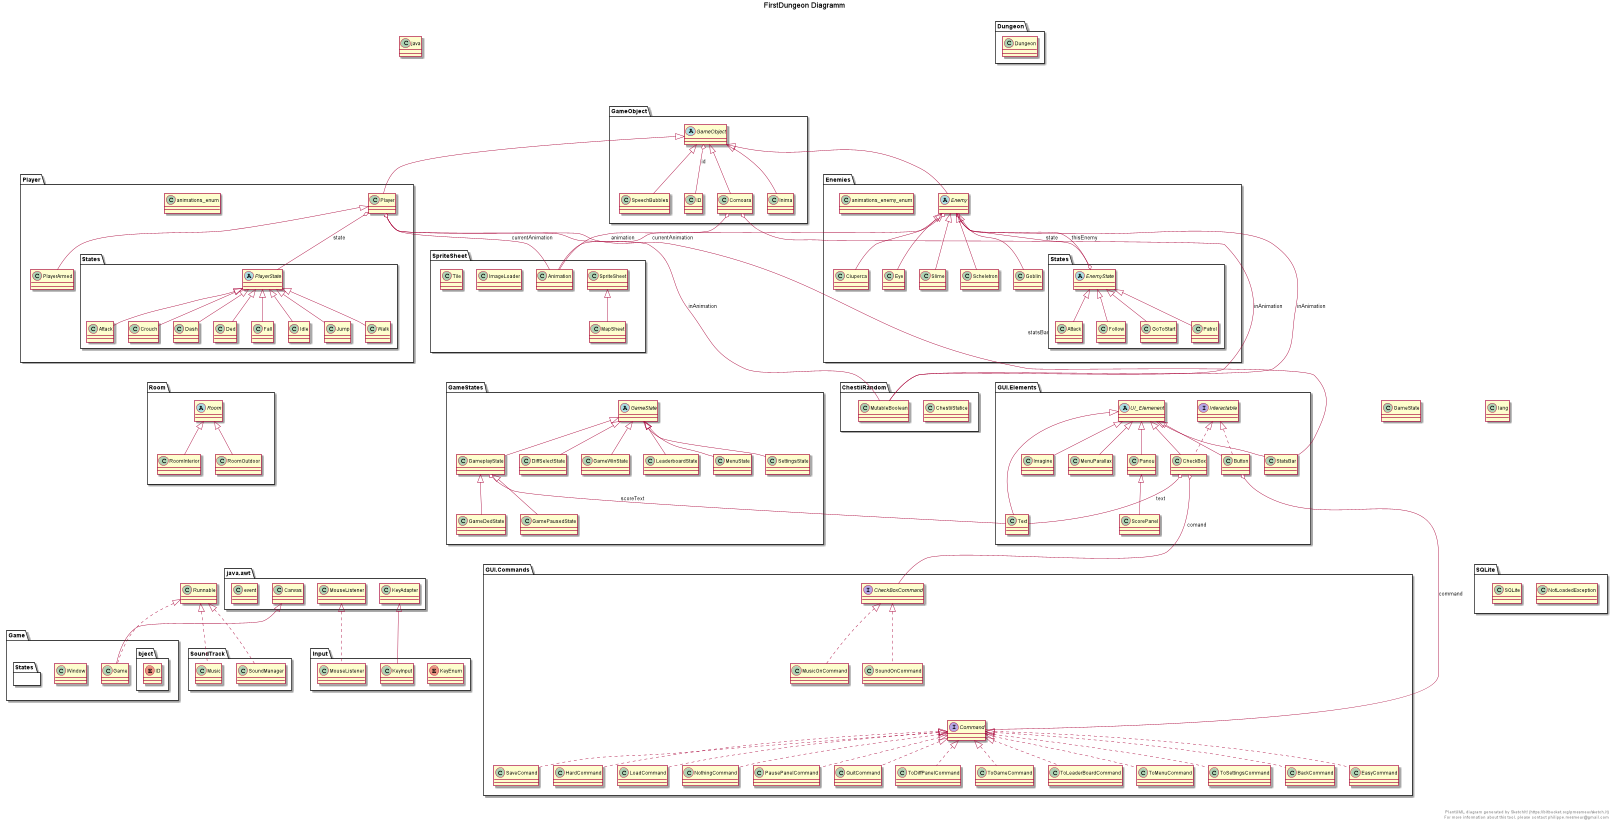 FirstDungeon Diagramm
C java
Dungeon
C Dungeon
GameObject
A GameObject
id
C SpeechBubbles
C ID
C Comoara
C Inima
Player
C animations_enum
C Player
state
C PlayerArmed
States
A PlayerState
C Attack
C Crouch
C Dash
C Ded
C Fall
C Idle
C Jump
C Walk
Enemies
C animations_enemy_enum
A Enemy
currentAnimation
animation
currentAnimation
state
thisEnemy
C Ciuperca
C Eye
C Slime
C Scheletron
C Goblin
States
A EnemyState
C Attack
C Follow
C GoToStart
C Patrol
SpriteSheet
C Tile
C ImageLoader
C Animation
C SpriteSheet
C MapSheet
inAnimation
inAnimation
inAnimation
statsBar
Room
A Room
C RoomInterior
C RoomOutdoor
GameStates
A GameState
C GameplayState
C DiffSelectState
C GameWinState
C LeaderboardState
C MenuState
C SettingsState
scoreText
C GameDedState
C GamePausedState
ChestiiRandom
C MutableBoolean
C ChestiiStatice
GUI.Elements
A UI_Elemement
I Interactable
C Imagine
C MenuParallax
C Panou
C CheckBox
C Button
C StatsBar
text
C Text
C ScorePanel
comand
C GameState
C lang
C Runnable
java.awt
C event
C Canvas
C MouseListener
C KeyAdapter
Game
States
C Window
C Game
bject
E ID
SoundTrack
C Music
C SoundManager
Input
C MouseListener
C KeyInput
E KeyEnum
GUI.Commands
I CheckBoxCommand
C MusicOnCommand
C SoundOnCommand
command
I Command
C SaveComand
C HardCommand
C LoadCommand
C NothingCommand
C PausePanelCommand
C QuitCommand
C ToDiffPanelCommand
C ToGameCommand
C ToLeaderBoardCommand
C ToMenuCommand
C ToSettingsCommand
C BackCommand
C EasyCommand
SQLite
C SQLite
C NotLoadedException
PlantUML diagram generated by SketchIt! (https://bitbucket.org/pmesmeur/sketch.it)
For more information about this tool, please contact philippe.mesmeur@gmail.com